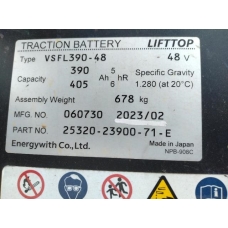 TRACTION BATTERY LIFTTOP
Type VSFL390-48 - 48 V
Capacity 390 Ah 5 hR Specific Gravity
405 6 1.280 (at 20°C)
Assembly Weight 678 kg
MFG. NO. 060730 2023/02
PART NO. 25320-23900-71-E
Energywith Co., Ltd. Made in Japan
NPB-908C